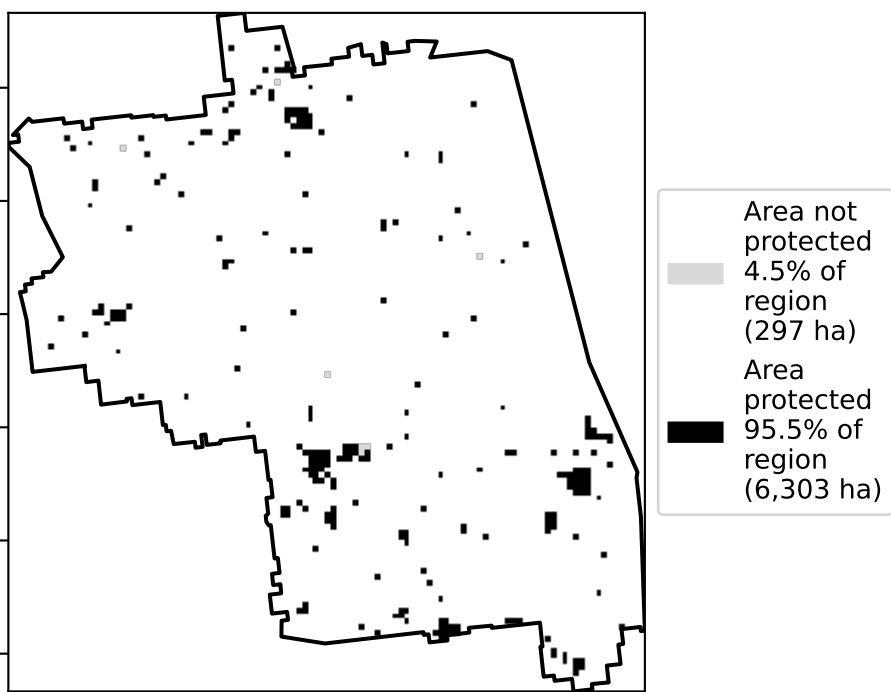 Area not
protected
4.5% of
region
(297 ha)
Area
protected
95.5% of
region
(6,303 ha)